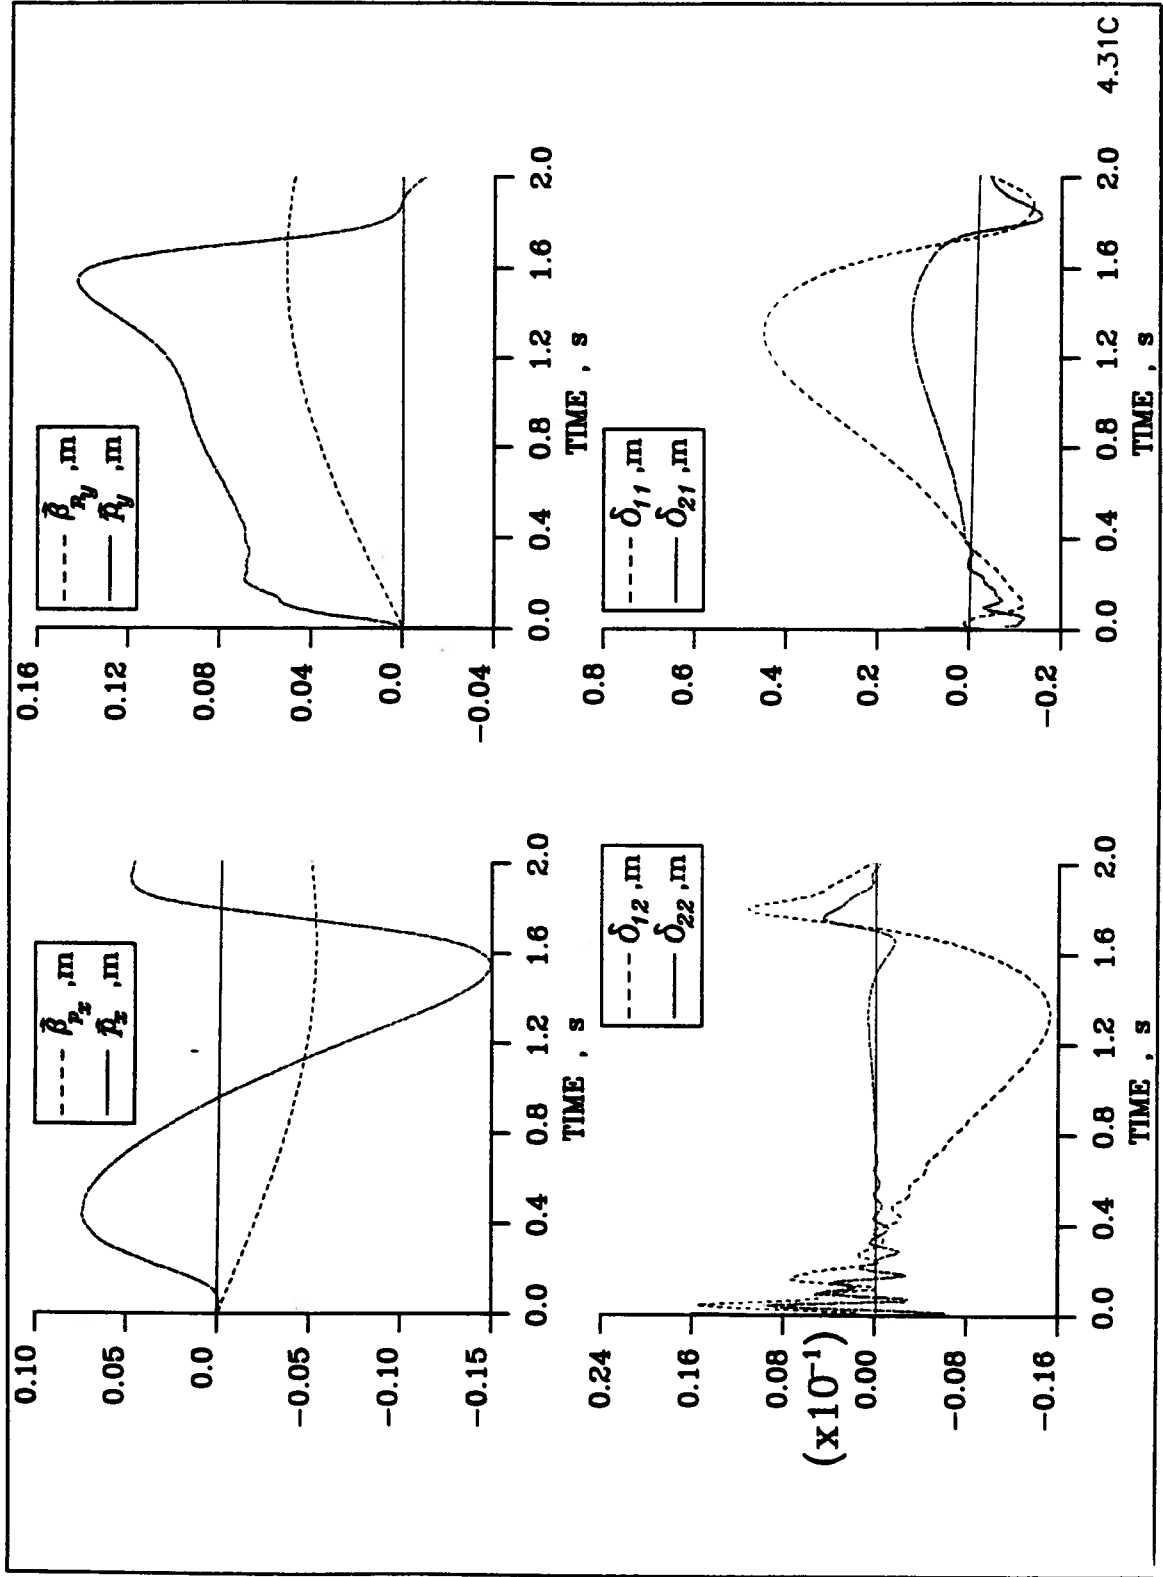 β̃_{p_x} ,m
p̃_x ,m
0.10
0.05
0.0
−0.05
−0.10
−0.15
0.0 0.4 0.8 1.2 1.6 2.0
TIME , s
0.16
0.12
0.08
0.04
0.0
−0.04
0.0 0.4 0.8 1.2 1.6 2.0
TIME , s
δ₁₂ ,m
δ₂₂ ,m
0.24
0.16
0.08
(x10⁻¹)
0.00
−0.08
−0.16
0.0 0.4 0.8 1.2 1.6 2.0
TIME , s
δ₁₁ ,m
δ₂₁ ,m
0.8
0.6
0.4
0.2
0.0
−0.2
0.0 0.4 0.8 1.2 1.6 2.0
TIME , s
4.31C